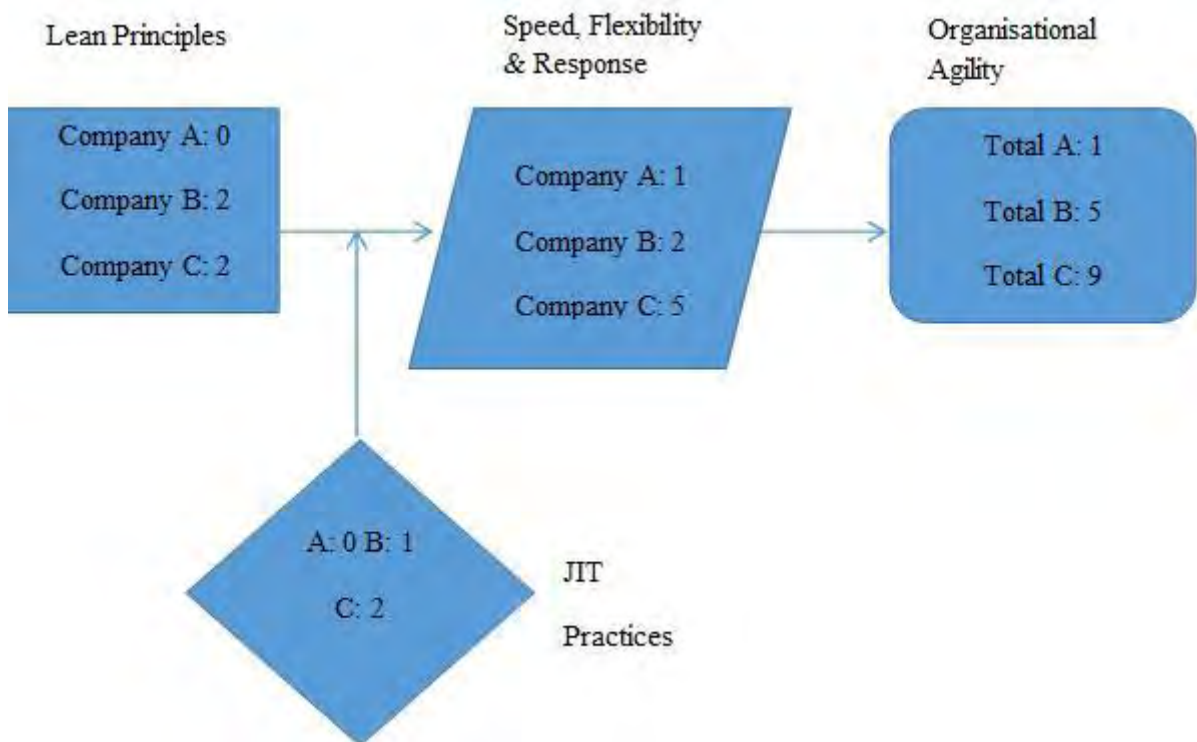 Lean Principles
Company A: 0
Company B: 2
Company C: 2
Speed, Flexibility
& Response
Company A: 1
Company B: 2
Company C: 5
Organisational
Agility
Total A: 1
Total B: 5
Total C: 9
A: 0 B: 1
C: 2
JIT
Practices